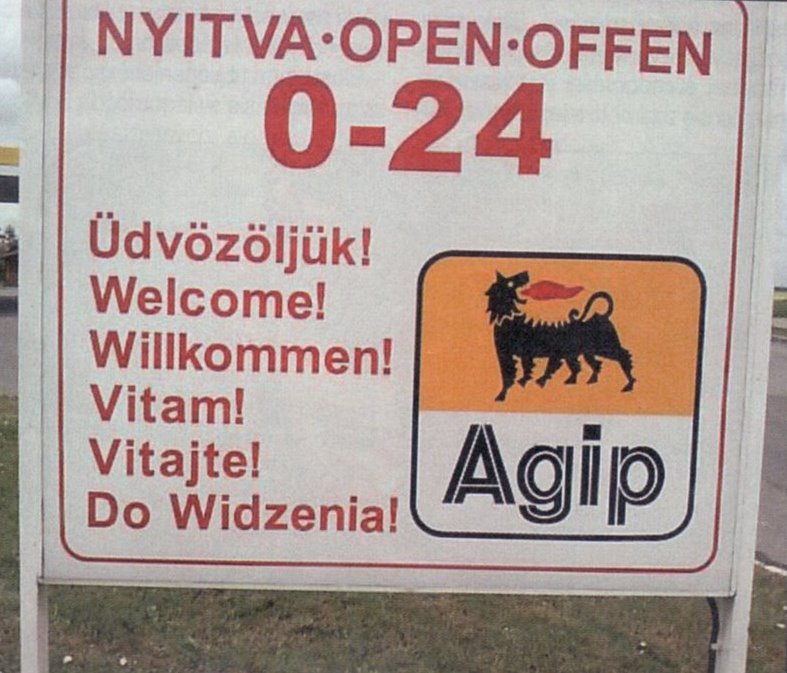 NYITVA·OPEN·OFFEN
0-24
Üdvözöljük!
Welcome!
Willkommen!
Vitam!
Vitajte!
Do Widzenia!
Agip